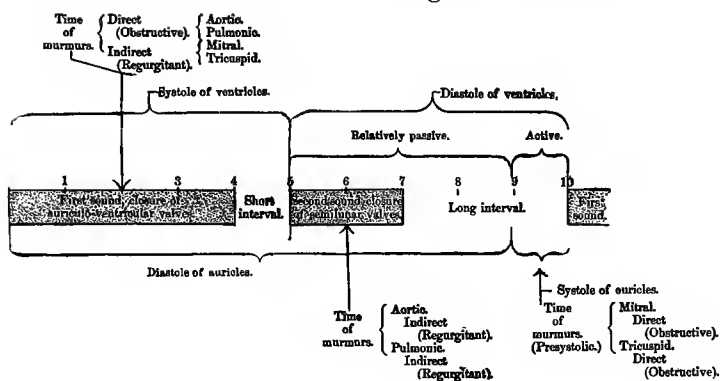 Time of murmurs.
Direct (Obstructive).
Indirect (Regurgitant).
Aortic.
Pulmonic.
Mitral.
Tricuspid.
Systole of ventricles.
Diastole of ventricles.
Relatively passive.
Active.
1 2 3 4 5 6 7 8 9 10
First sound, closure of
auriculo-ventricular valves.
Short
interval.
Second sound, closure
of semilunar valves.
Long interval.
First
sound.
Diastole of auricles.
Systole of auricles.
Time
of
murmurs.
Aortic.
Indirect
(Regurgitant).
Pulmonic.
Indirect
(Regurgitant).
Time
of
murmurs.
(Presystolic.)
Mitral.
Direct
(Obstructive).
Tricuspid.
Direct
(Obstructive).